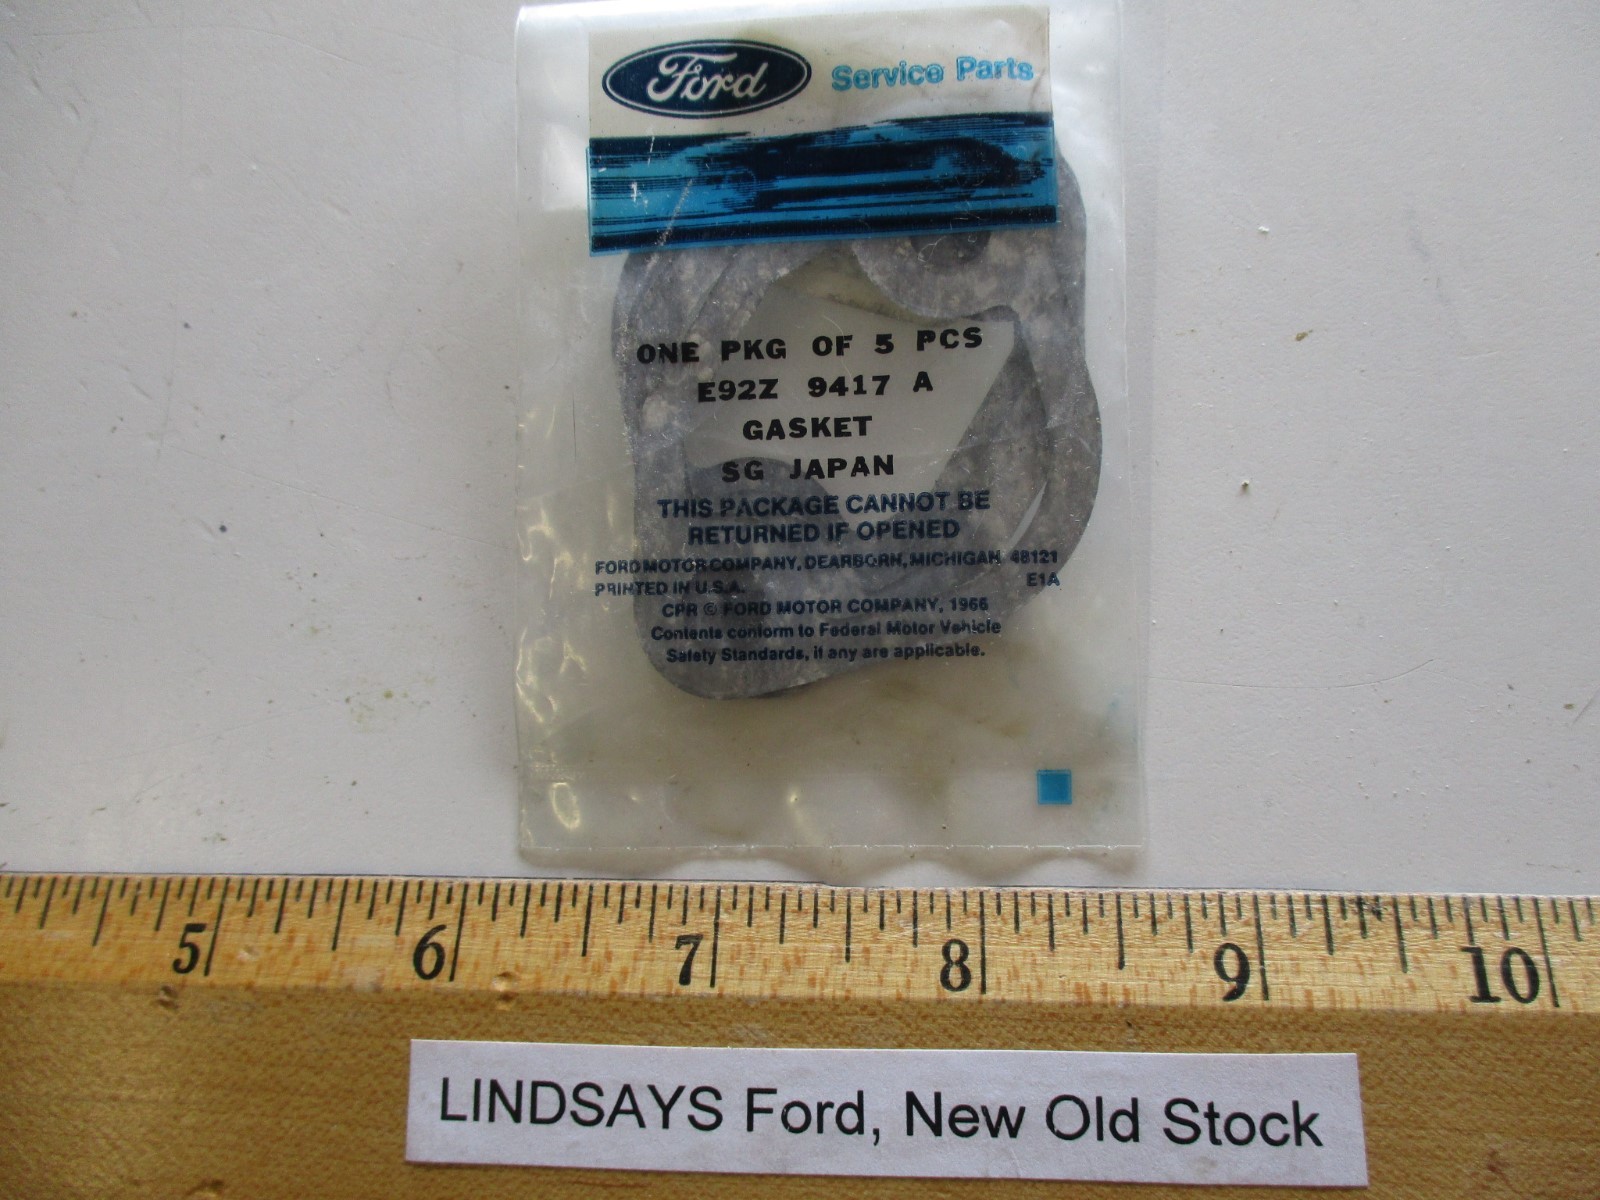 Ford Service Parts
ONE PKG OF 5 PCS
E92Z 9417 A
GASKET
SG JAPAN
THIS PACKAGE CANNOT BE
RETURNED IF OPENED
FORD MOTOR COMPANY, DEARBORN, MICHIGAN 48121
PRINTED IN U.S.A. E1A
CPR © FORD MOTOR COMPANY, 1966
Contents conform to Federal Motor Vehicle
Safety Standards, if any are applicable.
5 6 7 8 9 10
LINDSAYS Ford, New Old Stock